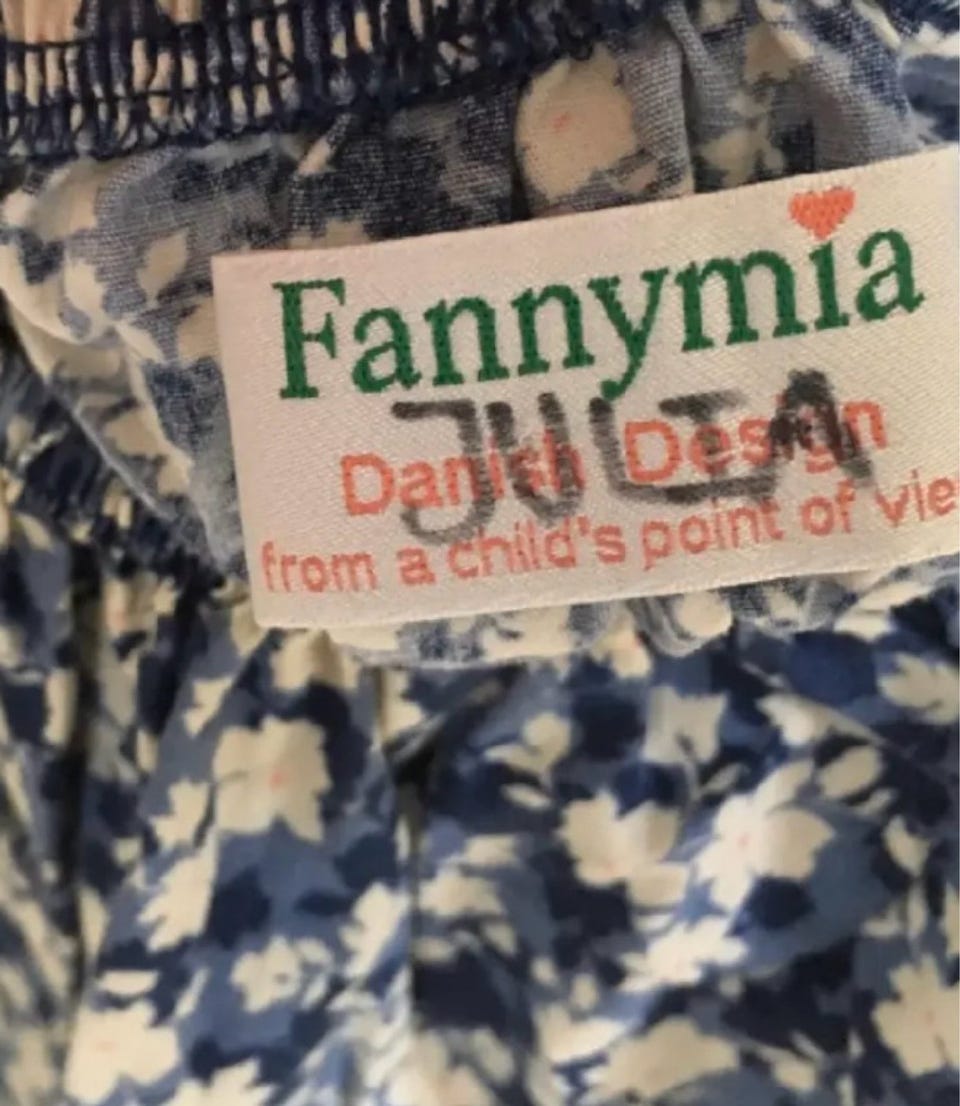 Fannymia
JULIA
Danish Design
from a child's point of vie